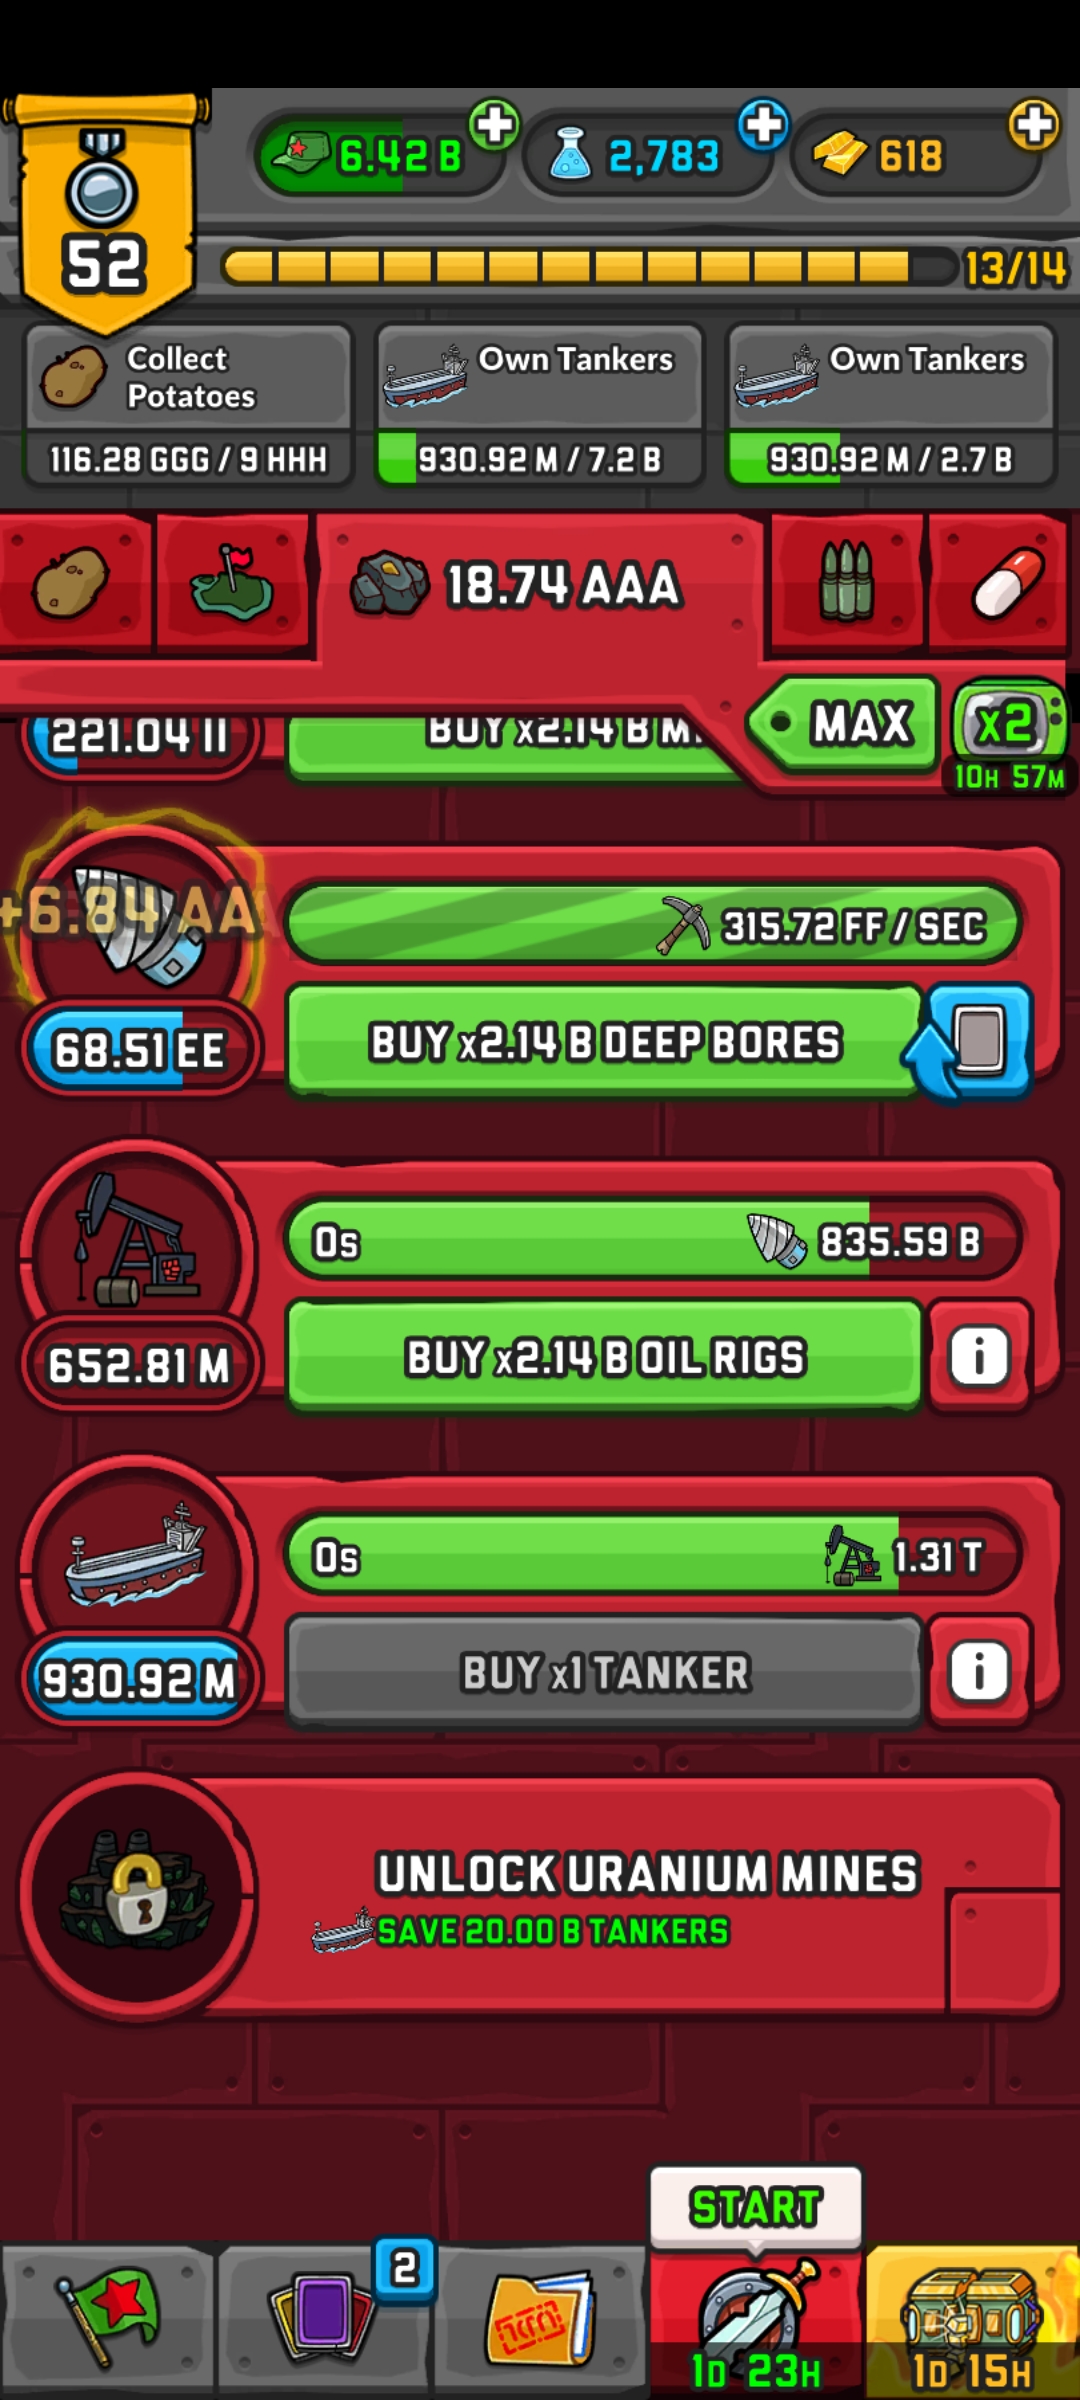 6.42 B
2,783
618
52
13/14
Collect
Potatoes
116.28 GGG / 9 HHH
Own Tankers
930.92 M / 7.2 B
Own Tankers
930.92 M / 2.7 B
18.74 AAA
MAX
x2
10H 57M
221.04 II
BUY x2.14 B
+6.84 AA
315.72 FF / SEC
68.51 EE
BUY x2.14 B DEEP BORES
0s
835.59 B
652.81 M
BUY x2.14 B OIL RIGS
i
0s
1.31 T
930.92 M
BUY x1 TANKER
i
UNLOCK URANIUM MINES
SAVE 20.00 B TANKERS
START
2
1D 23H
1D 15H